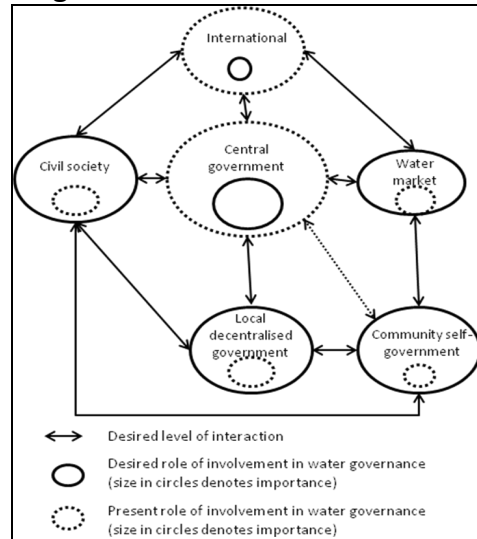 International
Civil society
Central
government
Water
market
Local
decentralised
government
Community self-
government
Desired level of interaction
Desired role of involvement in water governance
(size in circles denotes importance)
Present role of involvement in water governance
(size in circles denotes importance)